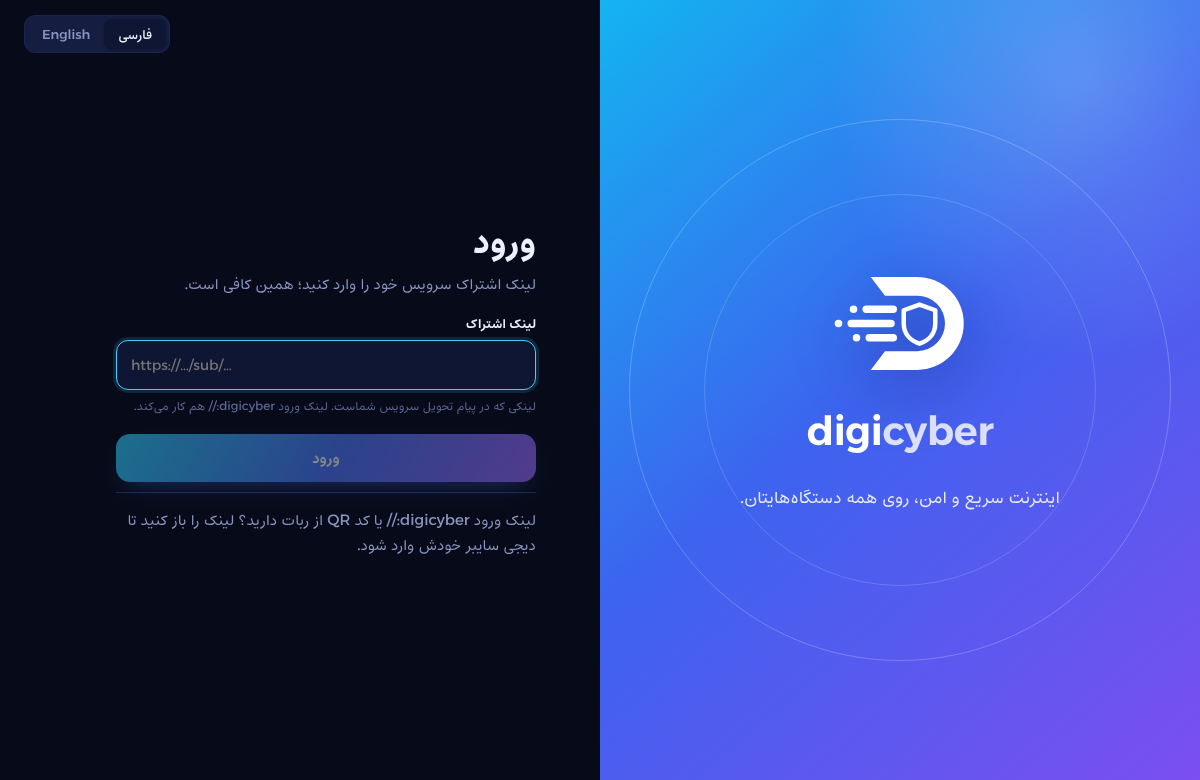 فارسی
English
ورود
لینک اشتراک سرویس خود را وارد کنید؛ همین کافی است.
لینک اشتراک
https://.../sub/...
لینکی که در پیام تحویل سرویس شماست. لینک ورود digicyber:// هم کار می‌کند.
ورود
لینک ورود digicyber:// یا کد QR از ربات دارید؟ لینک را باز کنید تا
دیجی سایبر خودش وارد شود.
digicyber
اینترنت سریع و امن، روی همه دستگاه‌هایتان.